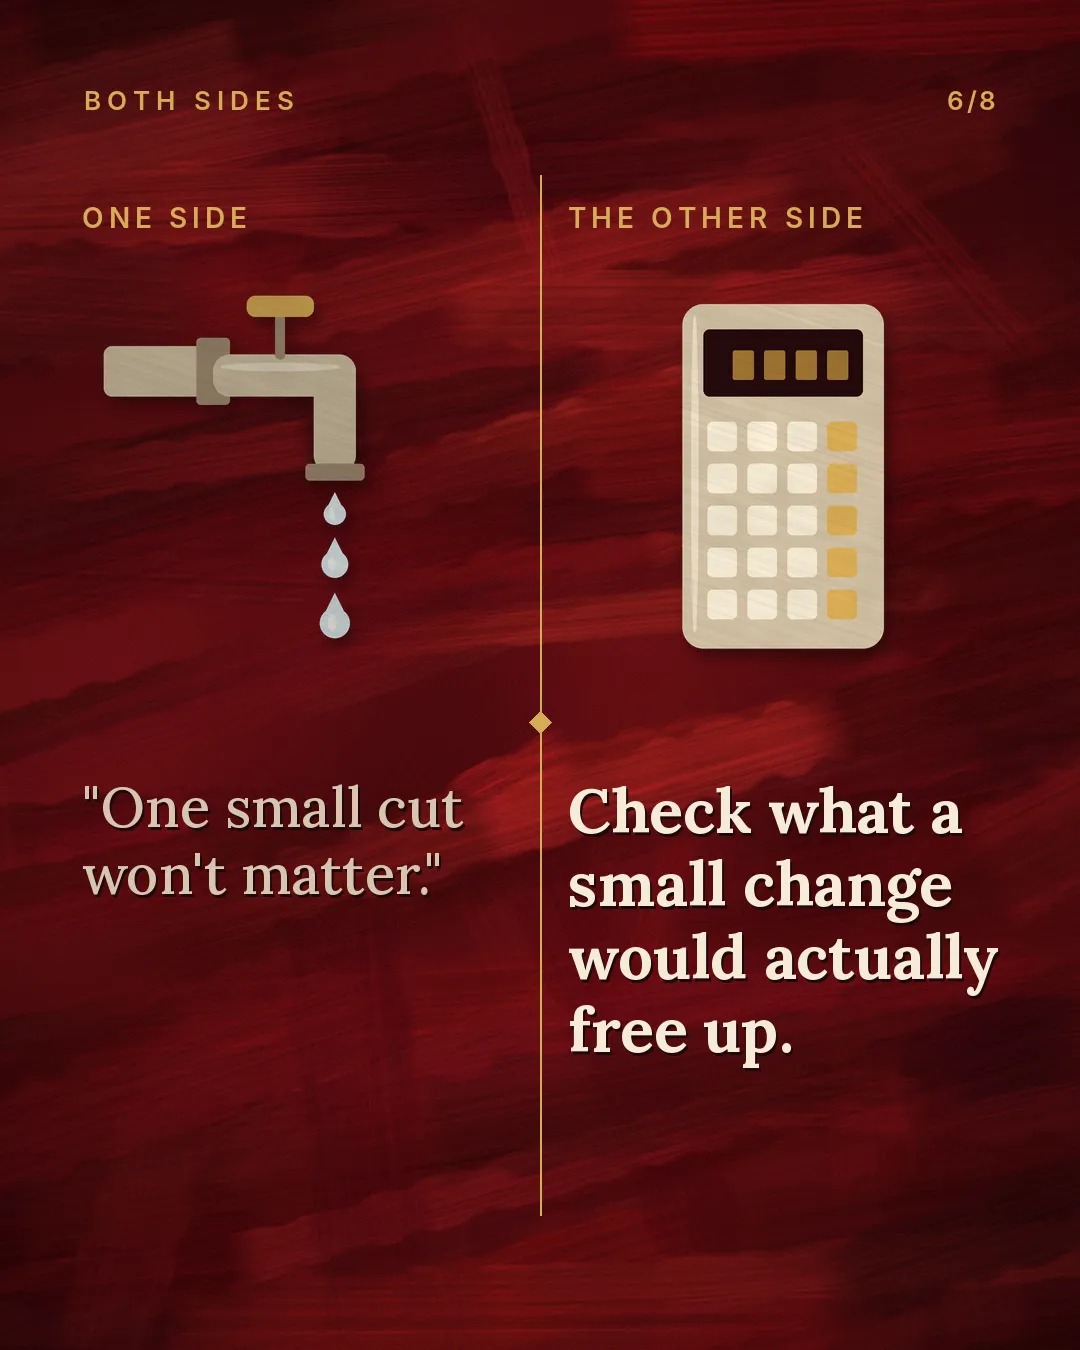 BOTH SIDES
6/8
ONE SIDE
THE OTHER SIDE
"One small cut
won't matter."
Check what a
small change
would actually
free up.